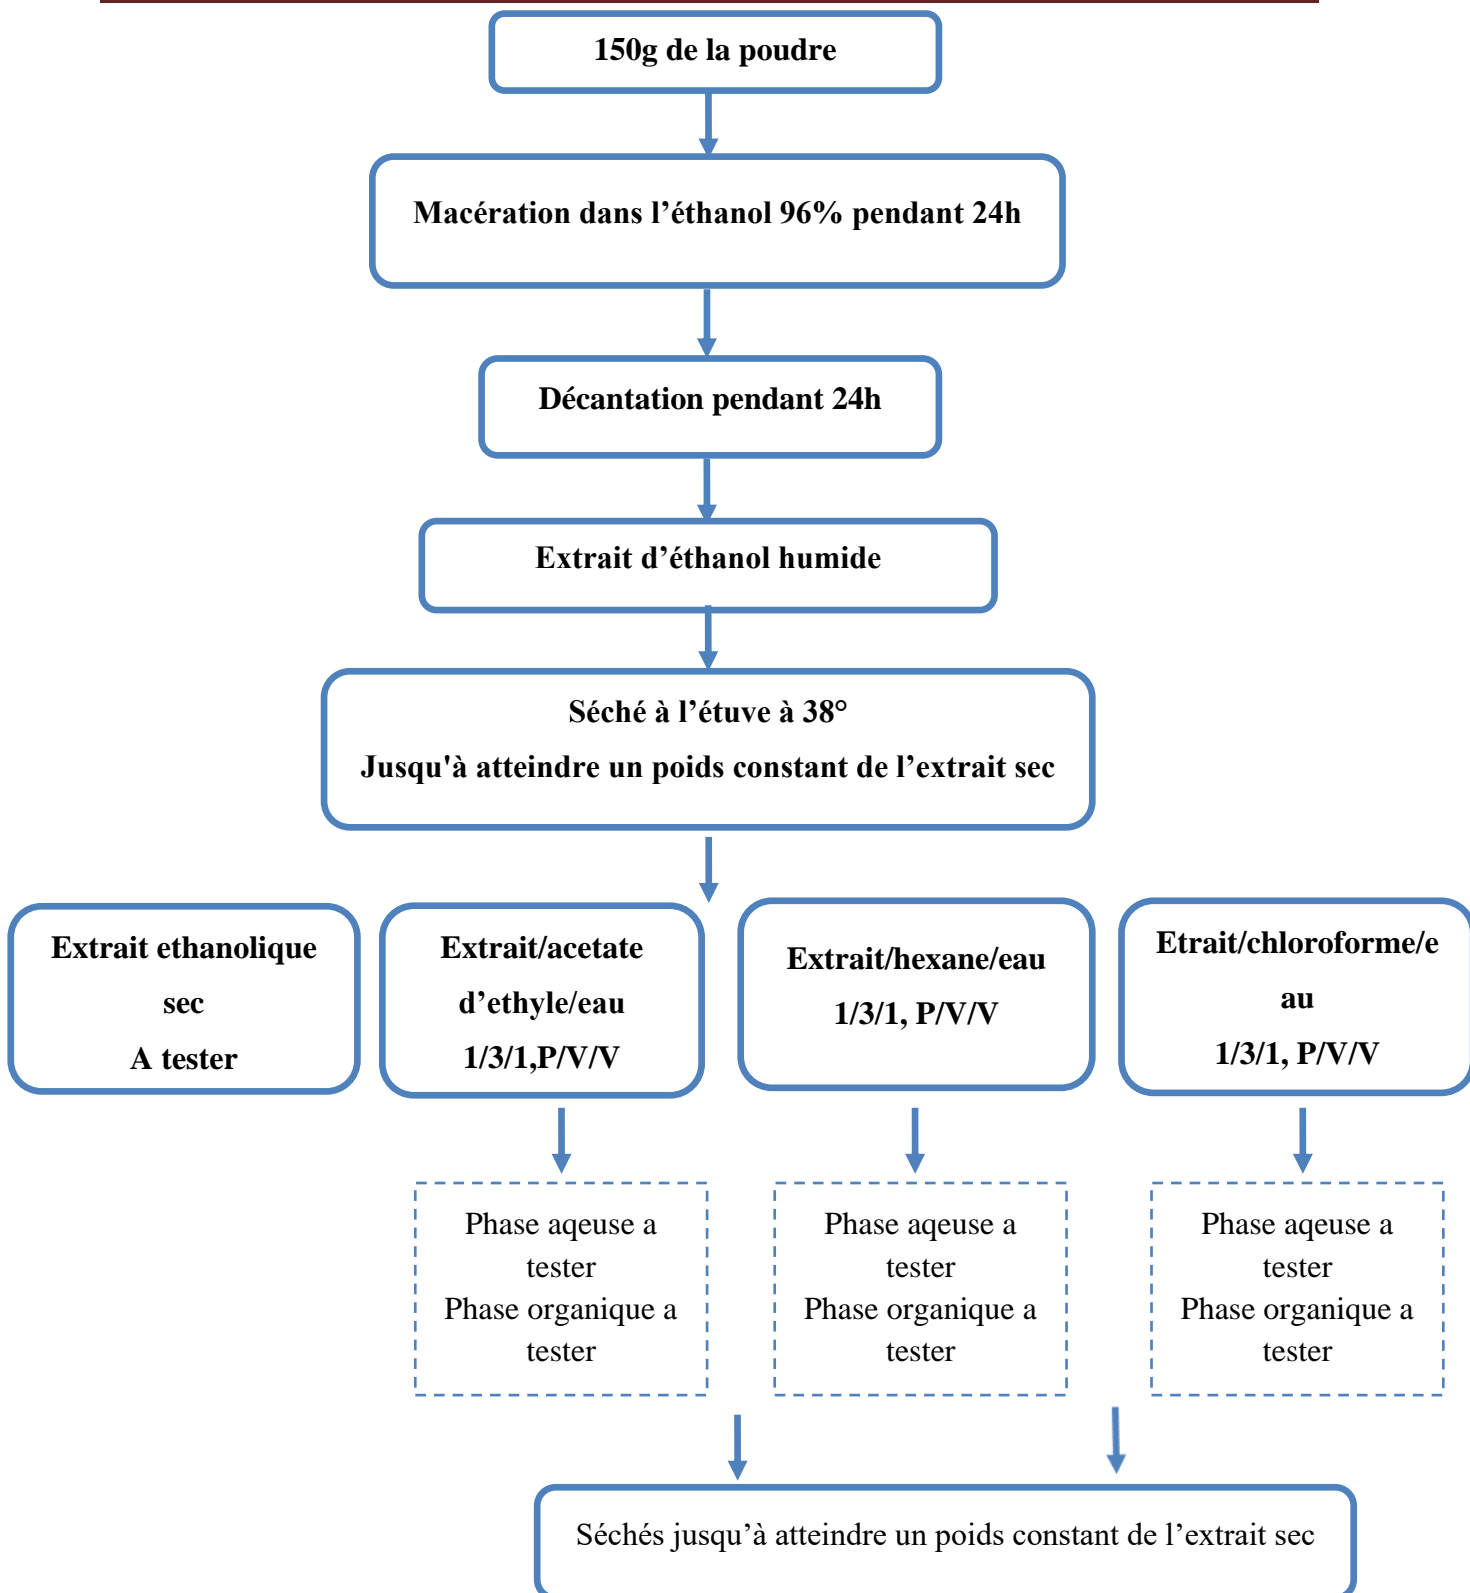 150g de la poudre
Macération dans l’éthanol 96% pendant 24h
Décantation pendant 24h
Extrait d’éthanol humide
Séché à l’étuve à 38°
Jusqu'à atteindre un poids constant de l’extrait sec
Extrait ethanolique
sec
A tester
Extrait/acetate
d’ethyle/eau
1/3/1,P/V/V
Extrait/hexane/eau
1/3/1, P/V/V
Etrait/chloroforme/e
au
1/3/1, P/V/V
Phase aqeuse a
tester
Phase organique a
tester
Phase aqeuse a
tester
Phase organique a
tester
Phase aqeuse a
tester
Phase organique a
tester
Séchés jusqu’à atteindre un poids constant de l’extrait sec